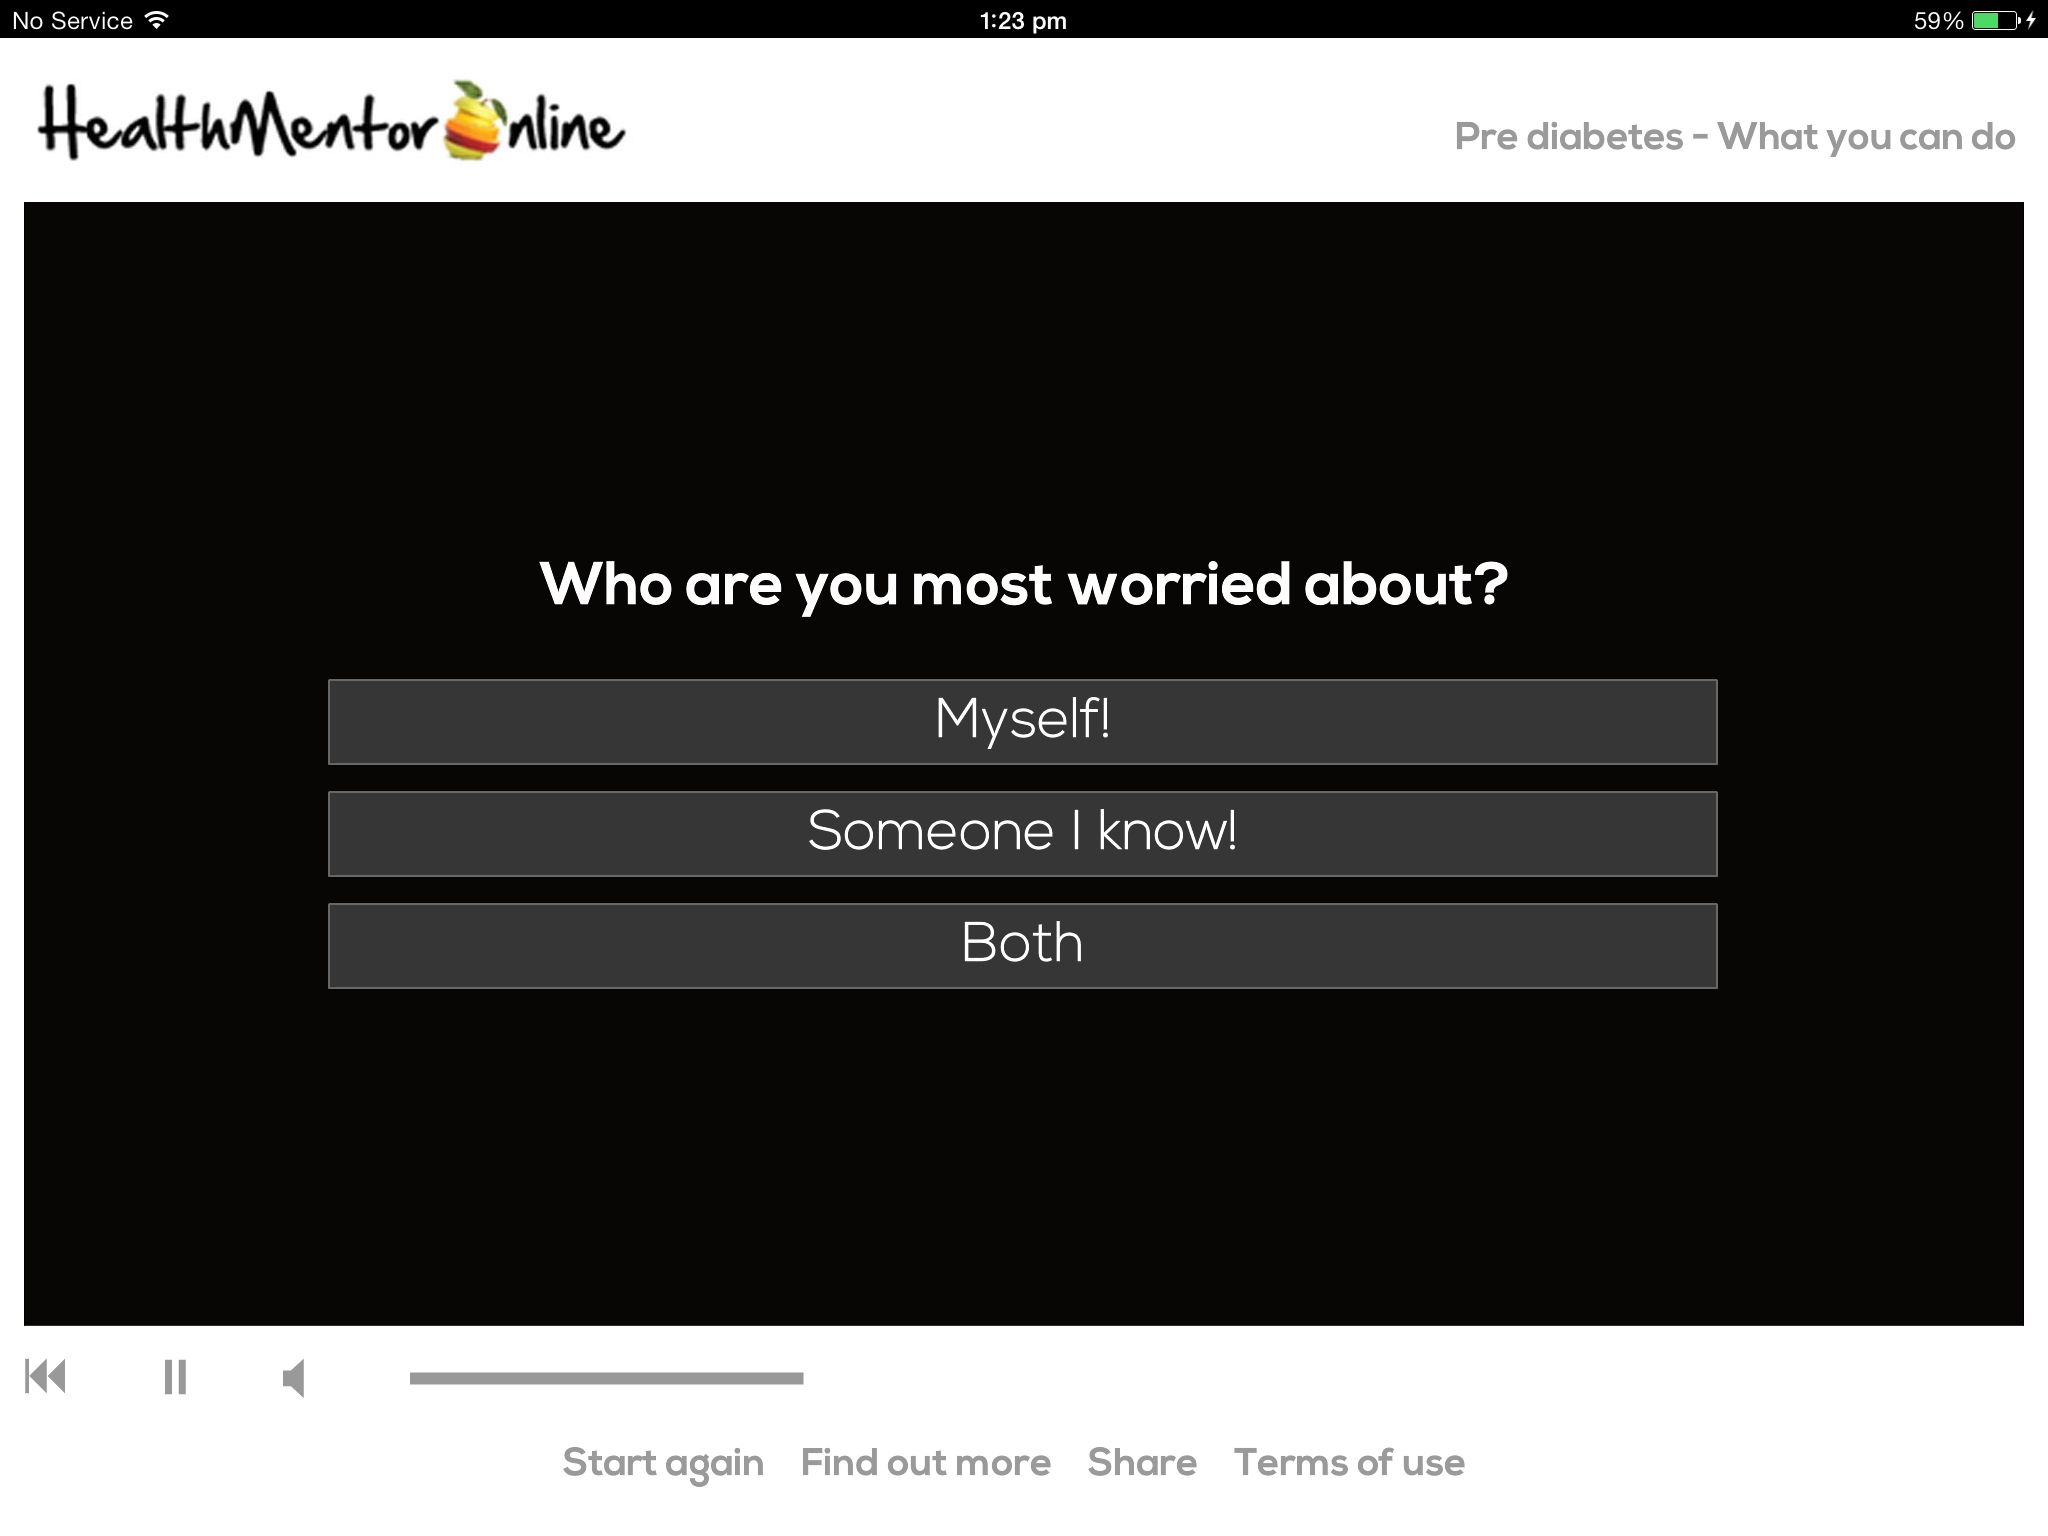 No Service
1:23 pm
59%
HealthMentorOnline
Pre diabetes - What you can do
Who are you most worried about?
Myself!
Someone I know!
Both
Start again
Find out more
Share
Terms of use